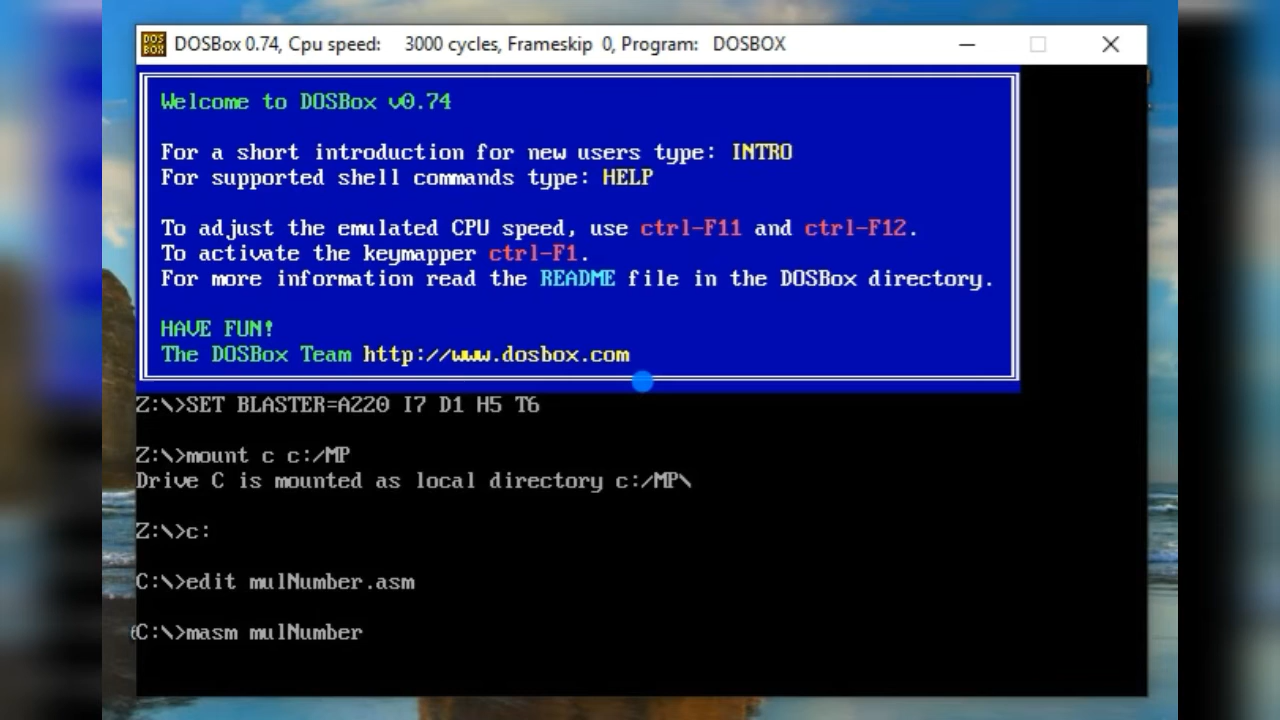 DOSBox 0.74, Cpu speed: 3000 cycles, Frameskip 0, Program: DOSBOX
Welcome to DOSBox v0.74
For a short introduction for new users type: INTRO
For supported shell commands type: HELP
To adjust the emulated CPU speed, use ctrl-F11 and ctrl-F12.
To activate the keymapper ctrl-F1.
For more information read the README file in the DOSBox directory.
HAVE FUN!
The DOSBox Team http://www.dosbox.com
Z:\>SET BLASTER=A220 I7 D1 H5 T6
Z:\>mount c c:/MP
Drive C is mounted as local directory c:/MP\
Z:\>c:
C:\>edit mulNumber.asm
C:\>masm mulNumber